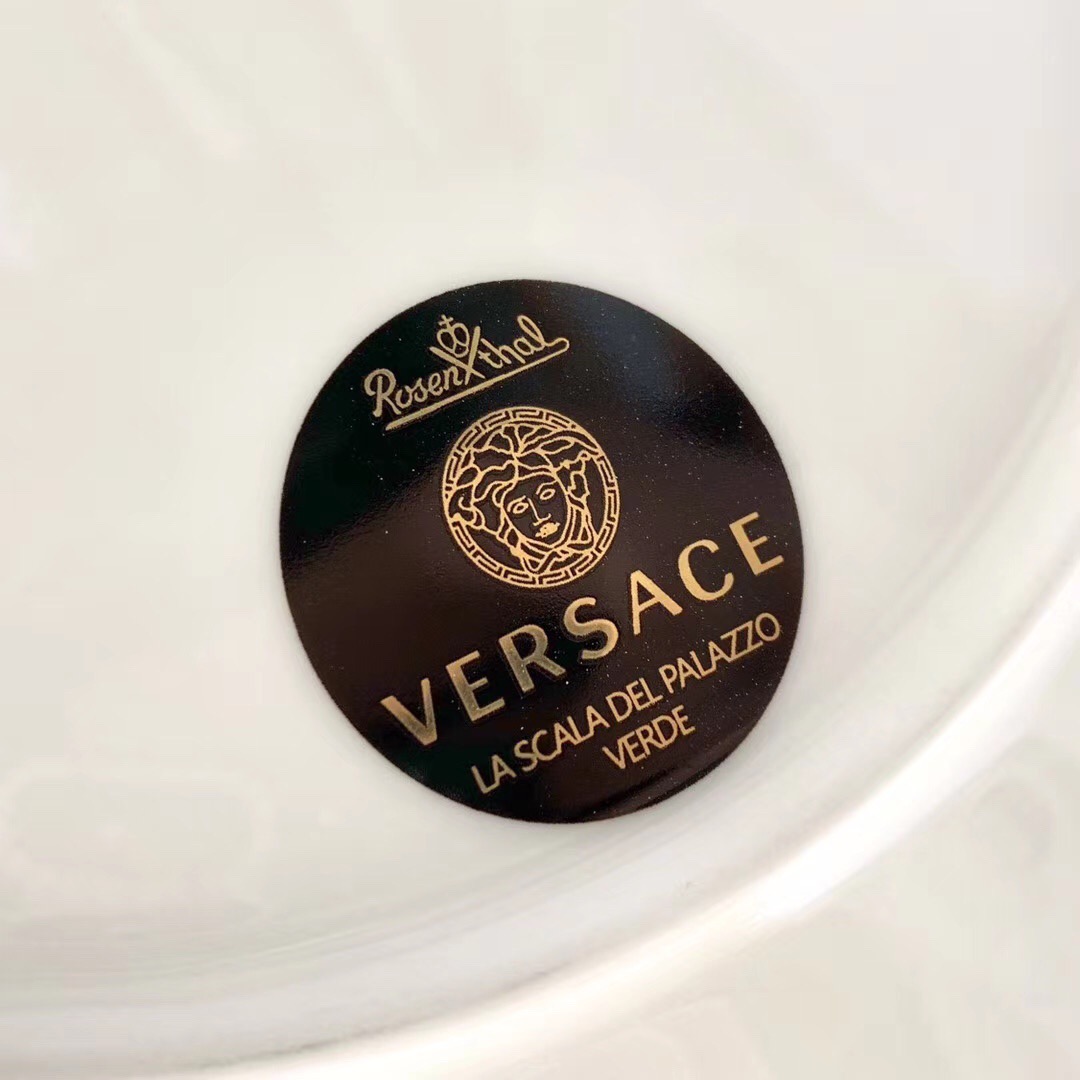 Rosenthal
VERSACE
LA SCALA DEL PALAZZO
VERDE